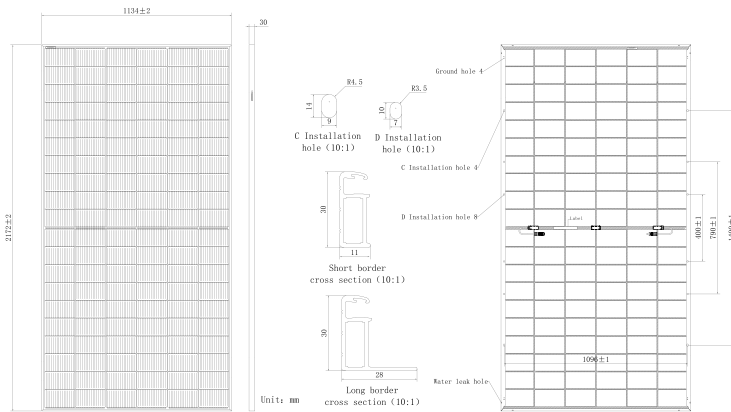 1134±2
30
2172±2
R4.5
14
9
C Installation
hole (10:1)
R3.5
10
7
D Installation
hole (10:1)
30
11
Short border
cross section (10:1)
30
28
Long border
cross section (10:1)
Unit: mm
Ground hole 4
C Installation hole 4
D Installation hole 8
Label
400±1
790±1
1096±1
Water leak hole